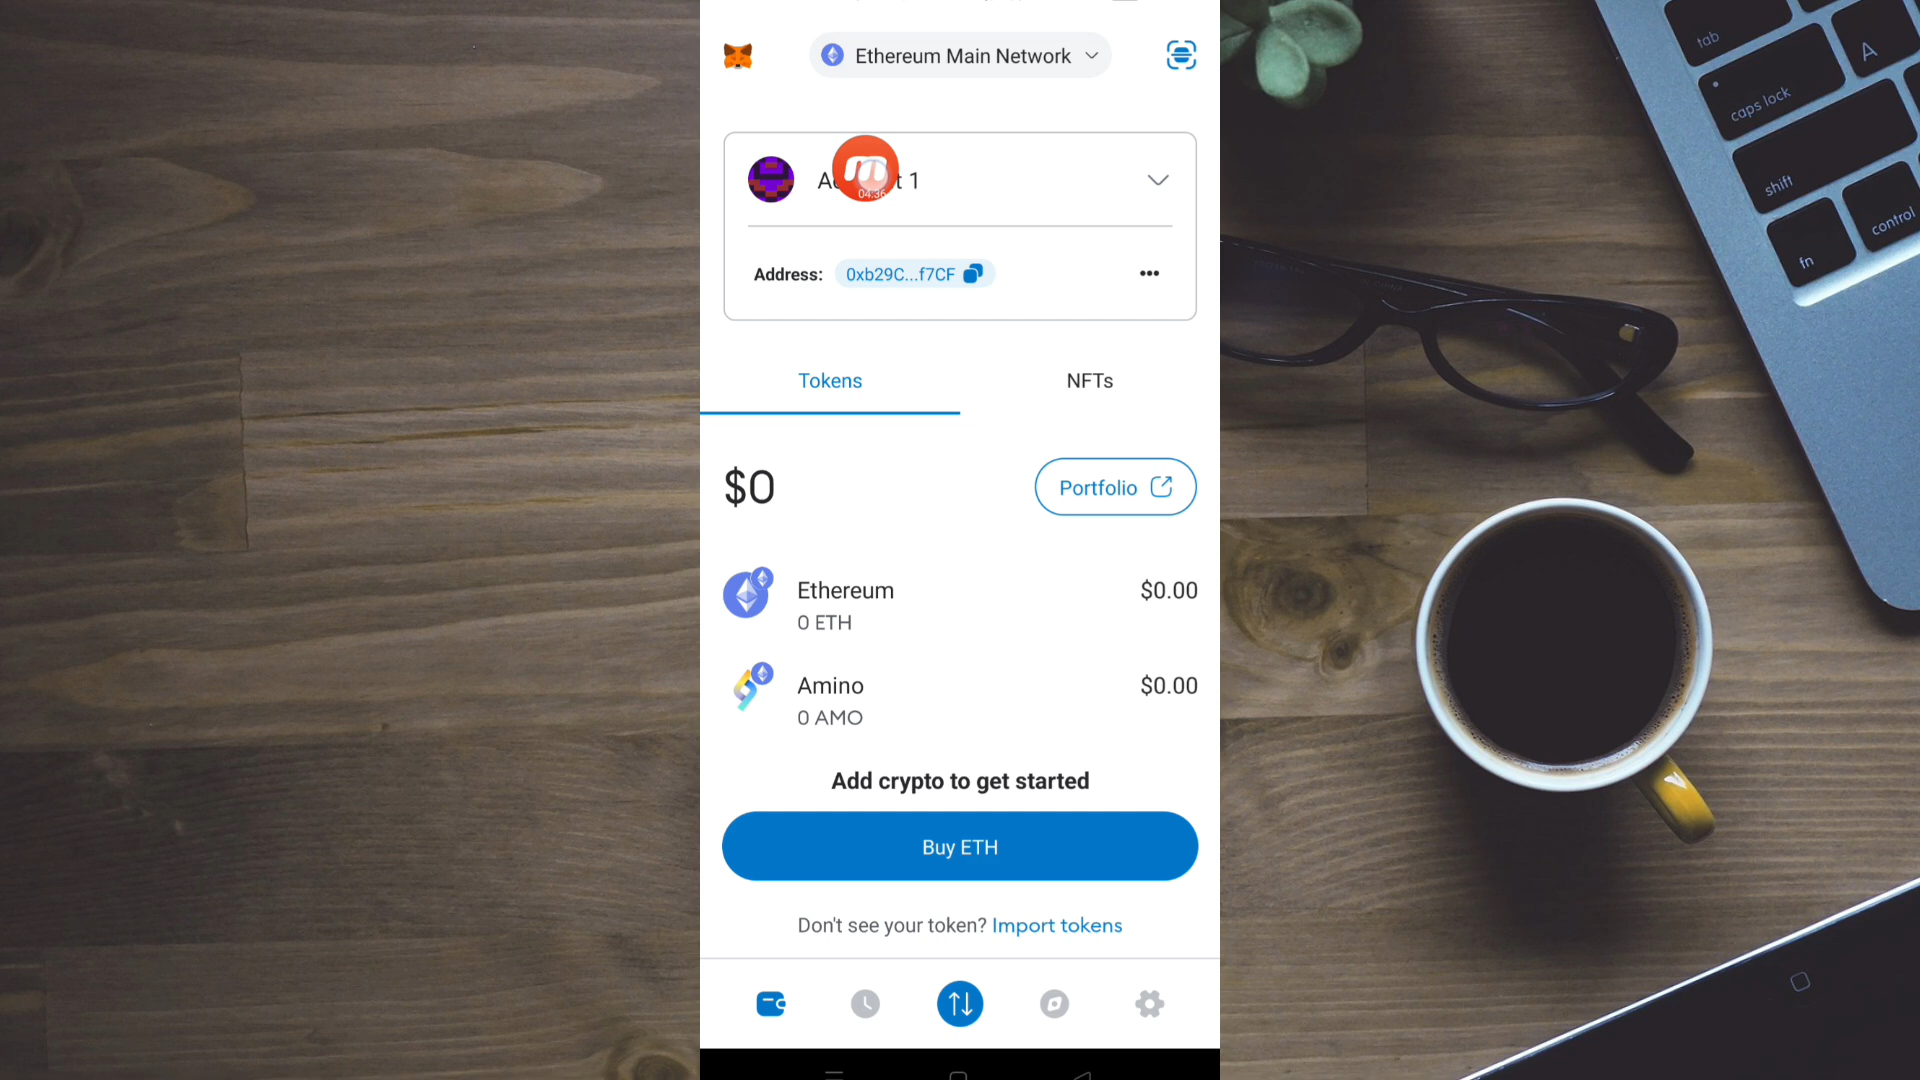 Ethereum Main Network
m
04:36
t 1
Address: 0xb29C...f7CF
Tokens
NFTs
$0
Portfolio
Ethereum
$0.00
0 ETH
Amino
$0.00
0 AMO
Add crypto to get started
Buy ETH
Don't see your token? Import tokens
tab
A
caps lock
shift
control
fn